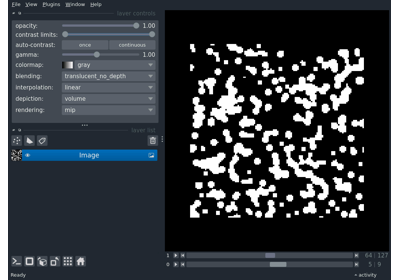 File View Plugins Window Help
layer controls
opacity: 1.00
contrast limits:
auto-contrast: once continuous
gamma: 1.00
colormap: gray
blending: translucent_no_depth
interpolation: linear
depiction: volume
rendering: mip
layer list
Image
1 64 127
0 5 9
Ready activity